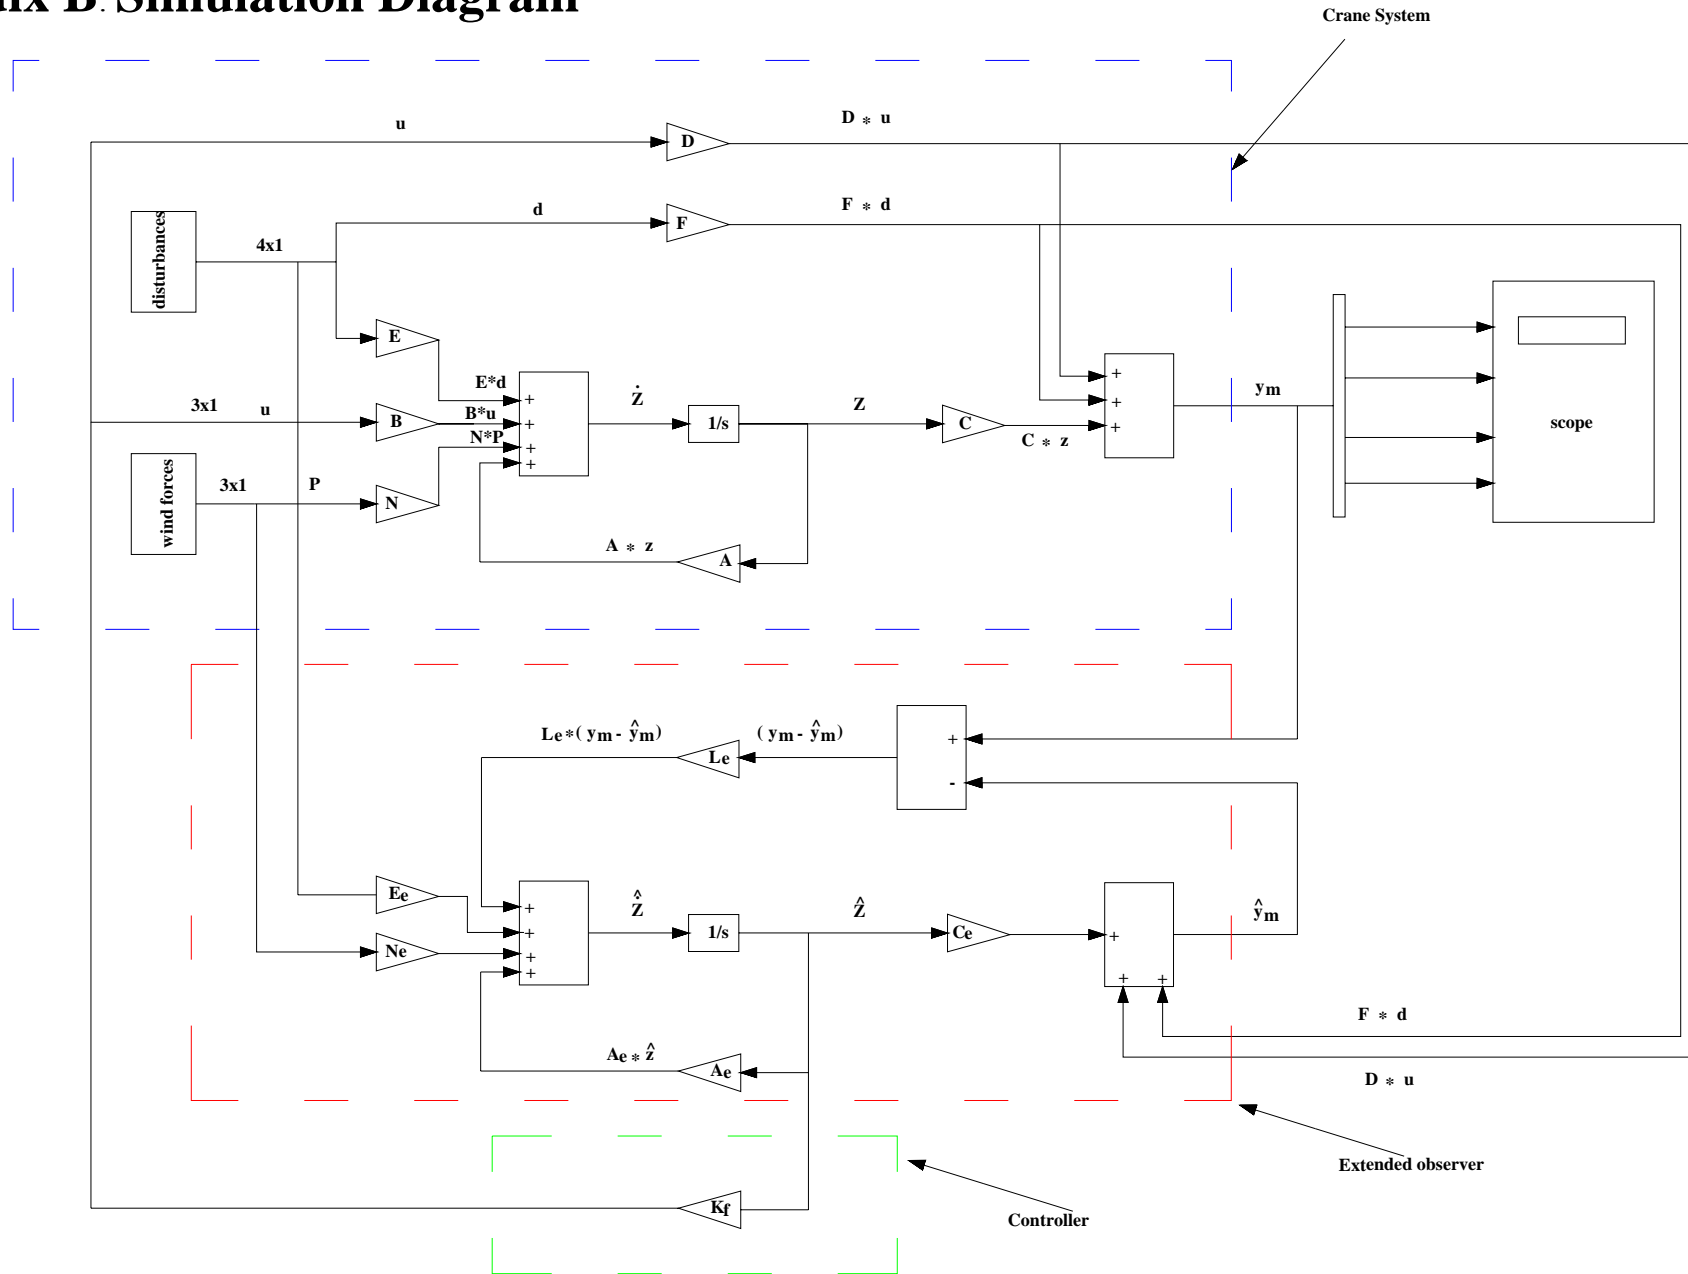 ix B. Simulation Diagram
Crane System
u
D * u
D
d
F * d
F
disturbances
4x1
E
E*d
+
3x1 u
B
B*u
+
N*P
+
+
Ż
1/s
Z
C
C * z
+
+
+
ym
scope
wind forces
3x1
P
N
A * z
A
Le*( ym - ŷm)
Le
( ym - ŷm)
+
-
Ee
Ne
+
+
+
+
Ẑ̇
1/s
Ẑ
Ce
+
+ +
ŷm
F * d
D * u
Ae * ẑ
Ae
Extended observer
Kf
Controller